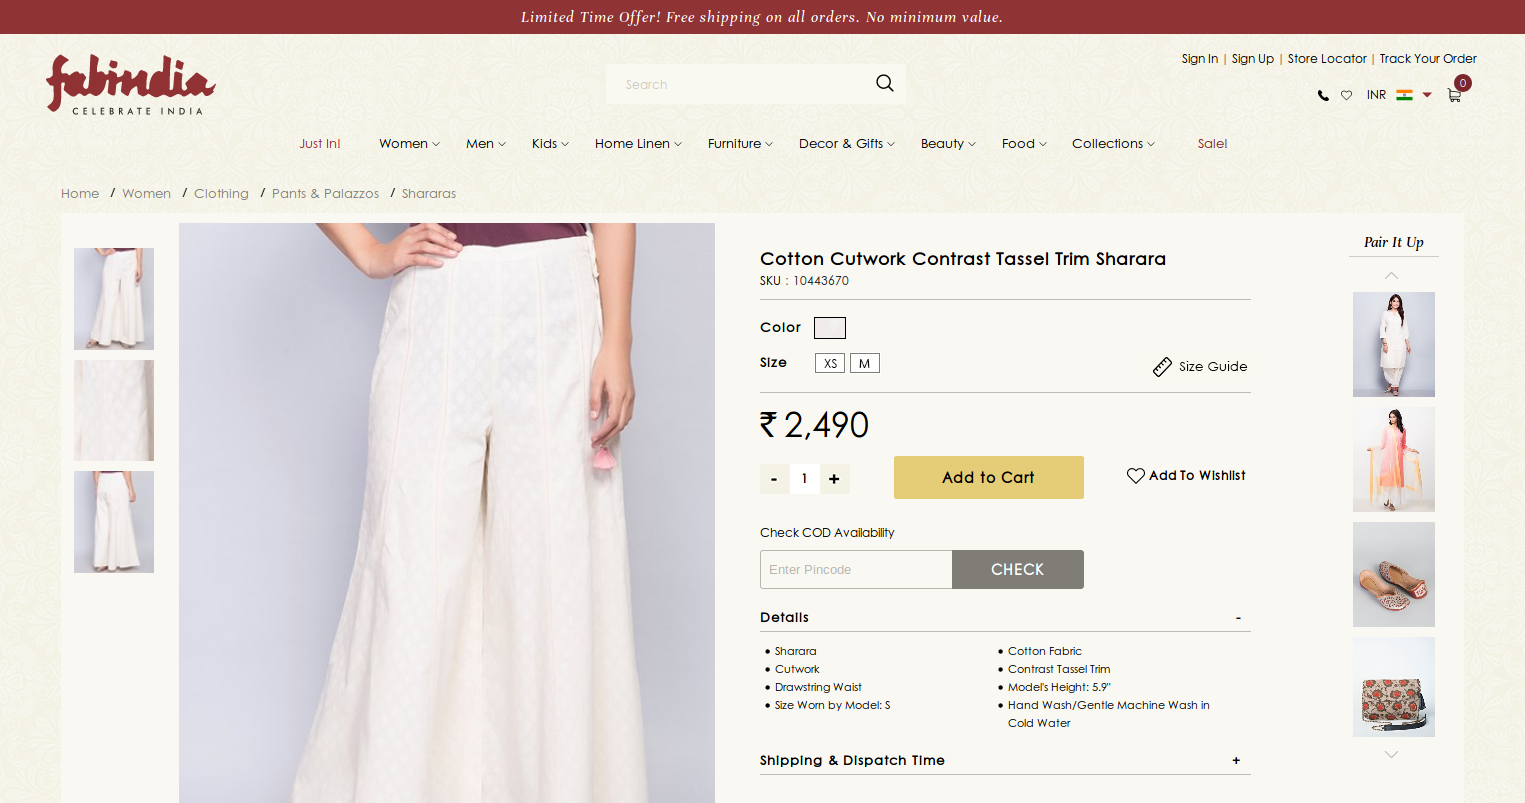 Limited Time Offer! Free shipping on all orders. No minimum value.
fabindia
CELEBRATE INDIA
Search
Sign In | Sign Up | Store Locator | Track Your Order
INR
0
Just In! Women Men Kids Home Linen Furniture Decor & Gifts Beauty Food Collections Sale!
Home / Women / Clothing / Pants & Palazzos / Shararas
Cotton Cutwork Contrast Tassel Trim Sharara
SKU : 10443670
Color
Size XS M
Size Guide
₹ 2,490
- 1 +
Add to Cart
Add To Wishlist
Check COD Availability
Enter Pincode CHECK
Details -
• Sharara
• Cutwork
• Drawstring Waist
• Size Worn by Model: S
• Cotton Fabric
• Contrast Tassel Trim
• Model's Height: 5.9"
• Hand Wash/Gentle Machine Wash in
Cold Water
Shipping & Dispatch Time +
Pair It Up